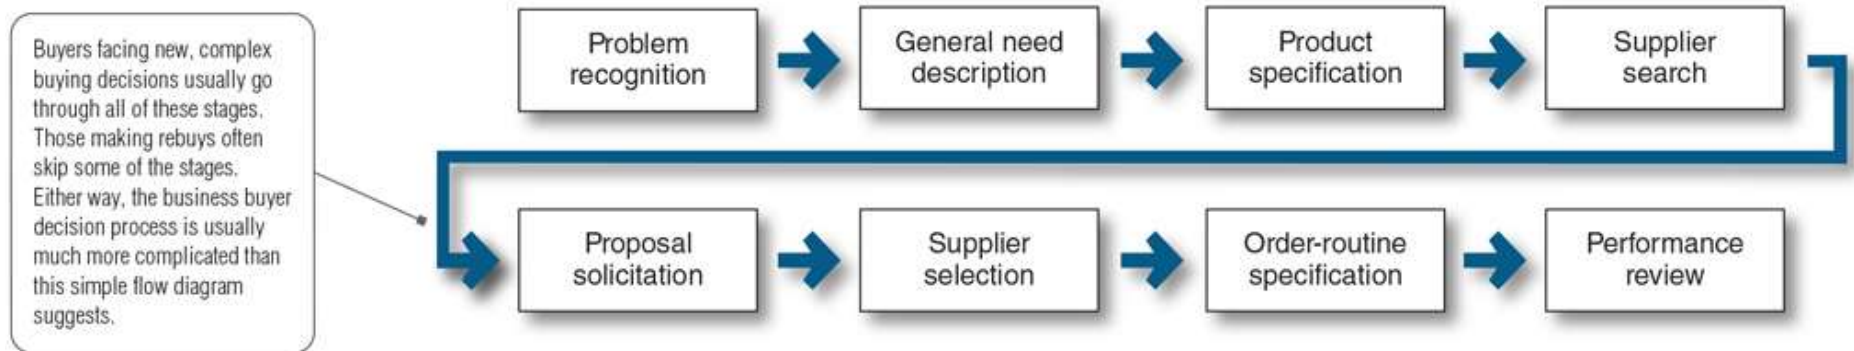 Buyers facing new, complex
buying decisions usually go
through all of these stages.
Those making rebuys often
skip some of the stages.
Either way, the business buyer
decision process is usually
much more complicated than
this simple flow diagram
suggests.
Problem
recognition
General need
description
Product
specification
Supplier
search
Proposal
solicitation
Supplier
selection
Order-routine
specification
Performance
review